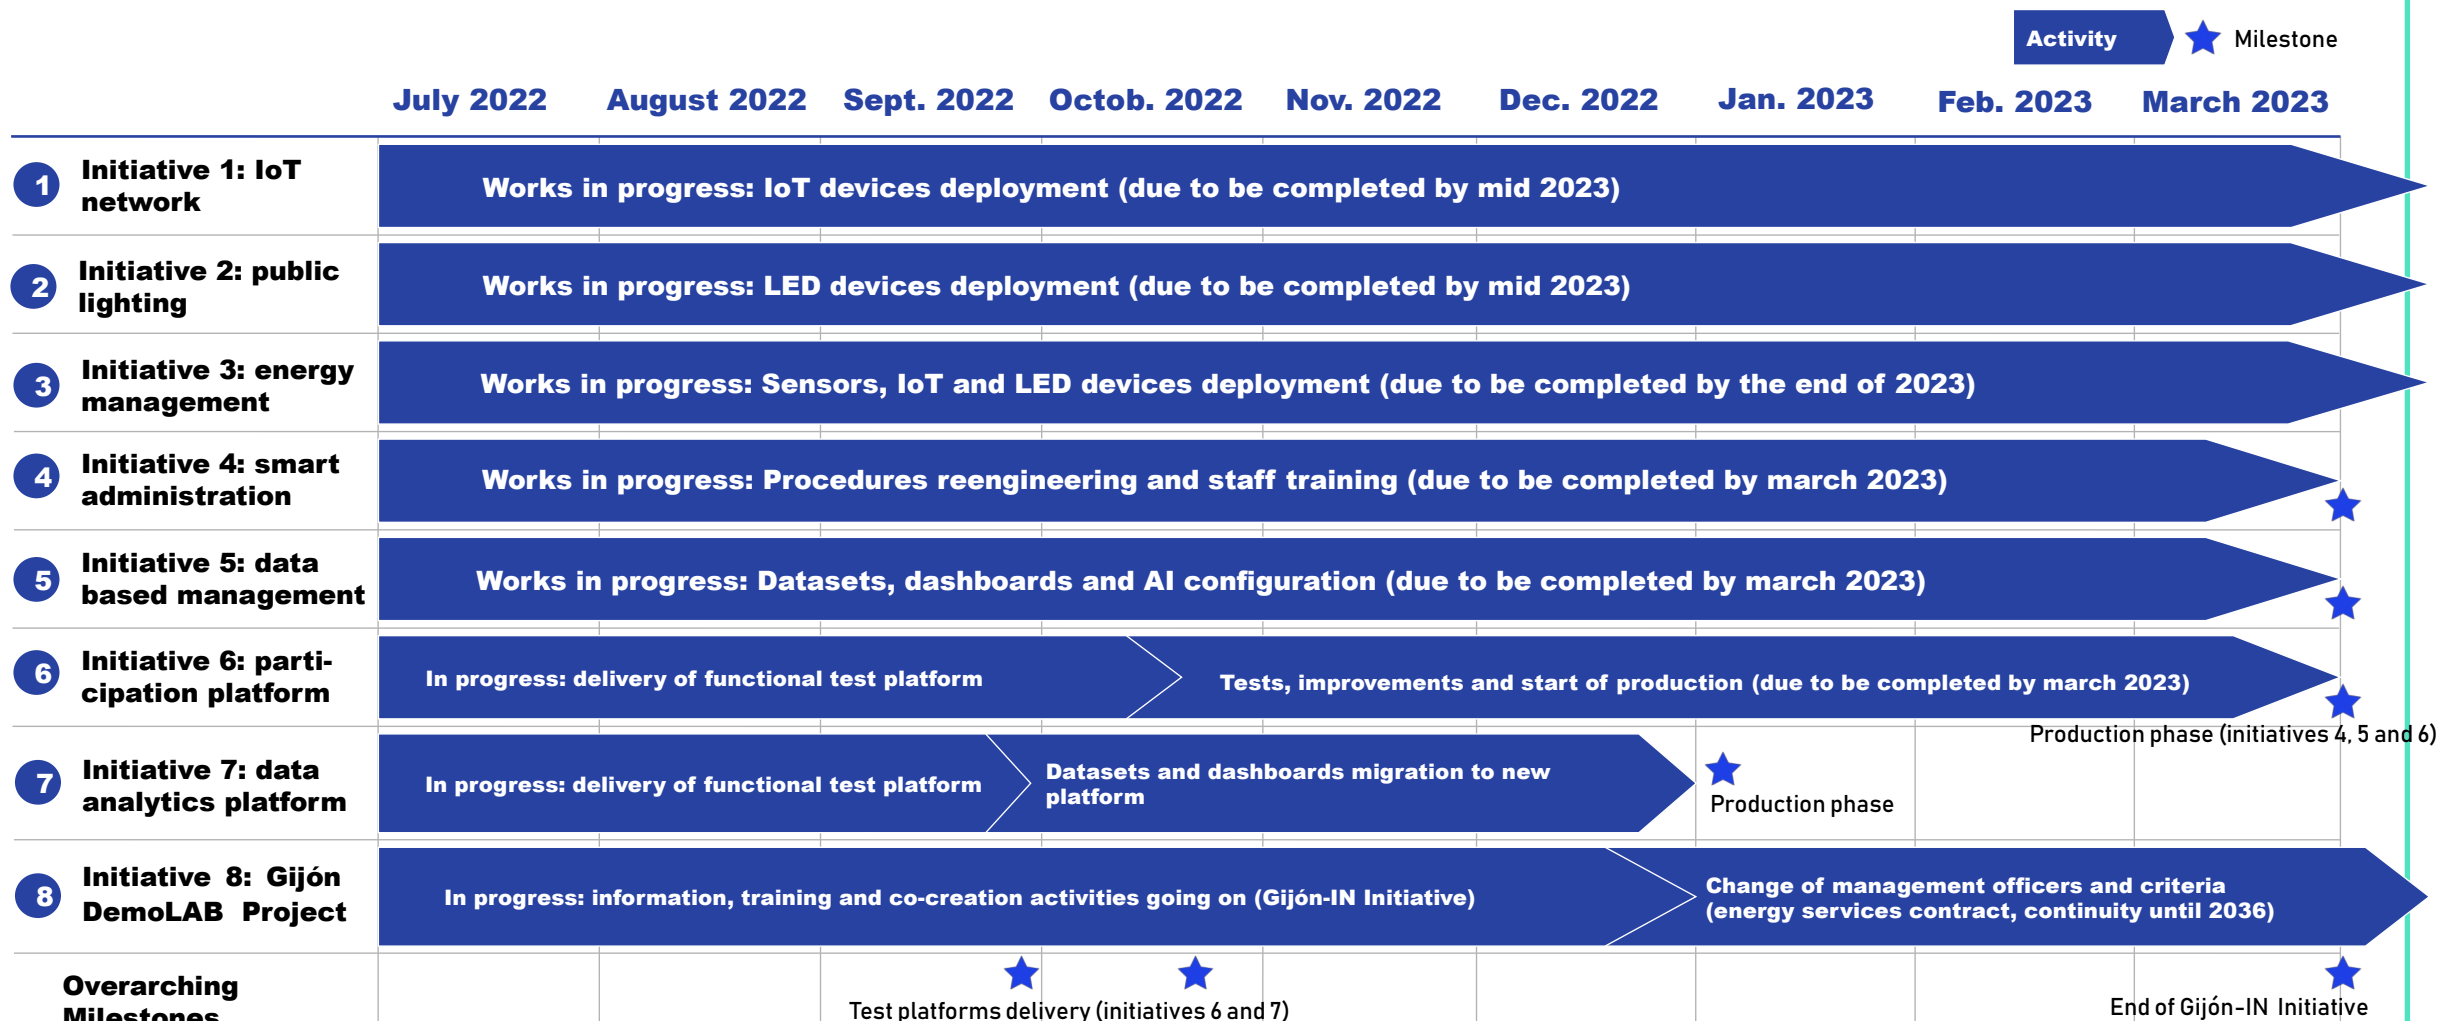 Activity
Milestone
July 2022
August 2022
Sept. 2022
Octob. 2022
Nov. 2022
Dec. 2022
Jan. 2023
Feb. 2023
March 2023
1
Initiative 1: IoT
network
Works in progress: IoT devices deployment (due to be completed by mid 2023)
2
Initiative 2: public
lighting
Works in progress: LED devices deployment (due to be completed by mid 2023)
3
Initiative 3: energy
management
Works in progress: Sensors, IoT and LED devices deployment (due to be completed by the end of 2023)
4
Initiative 4: smart
administration
Works in progress: Procedures reengineering and staff training (due to be completed by march 2023)
5
Initiative 5: data
based management
Works in progress: Datasets, dashboards and AI configuration (due to be completed by march 2023)
6
Initiative 6: parti-
cipation platform
In progress: delivery of functional test platform
Tests, improvements and start of production (due to be completed by march 2023)
Production phase (initiatives 4, 5 and 6)
7
Initiative 7: data
analytics platform
In progress: delivery of functional test platform
Datasets and dashboards migration to new
platform
Production phase
8
Initiative 8: Gijón
DemoLAB Project
In progress: information, training and co-creation activities going on (Gijón-IN Initiative)
Change of management officers and criteria
(energy services contract, continuity until 2036)
Overarching
Milestones
Test platforms delivery (initiatives 6 and 7)
End of Gijón-IN Initiative